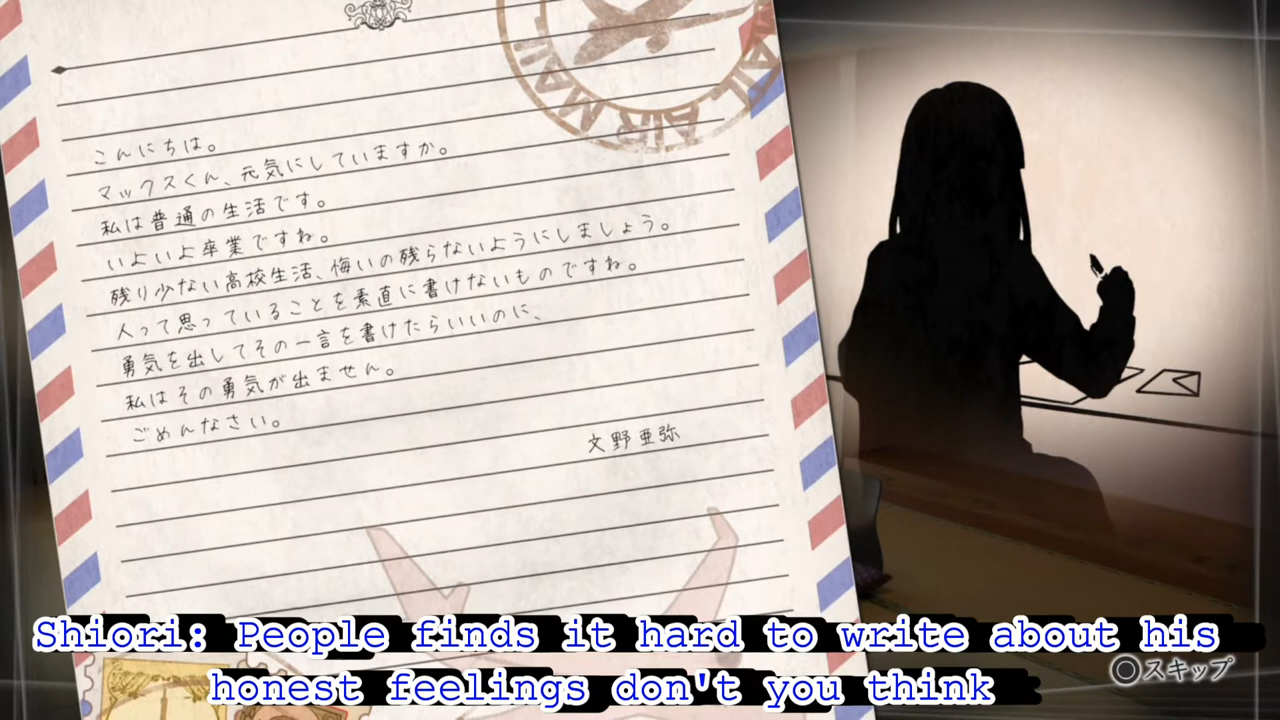 AIR MAIL
こんにちは。
マックスくん、元気にしていますか。
私は普通の生活です。
いよいよ卒業ですね。
残り少ない高校生活、悔いの残らないようにしましょう。
人って思っていることを素直に書けないものですね。
勇気を出してその一言を書けたらいいのに、
私はその勇気が出ません。
ごめんなさい。
文野亜弥
Shiori: People finds it hard to write about his
honest feelings don't you think
スキップ